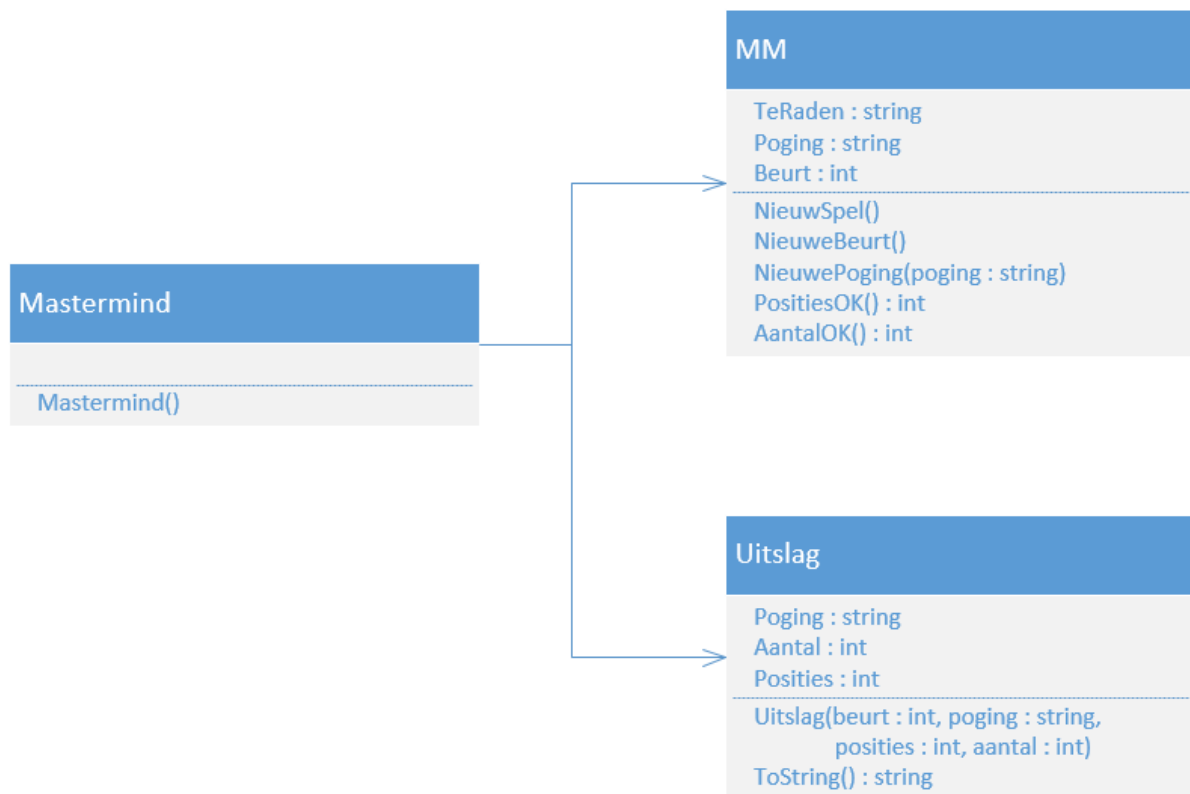 MM
TeRaden : string
Poging : string
Beurt : int
NieuwSpel()
NieuweBeurt()
NieuwePoging(poging : string)
PositiesOK() : int
AantalOK() : int
Mastermind
Mastermind()
Uitslag
Poging : string
Aantal : int
Posities : int
Uitslag(beurt : int, poging : string,
posities : int, aantal : int)
ToString() : string